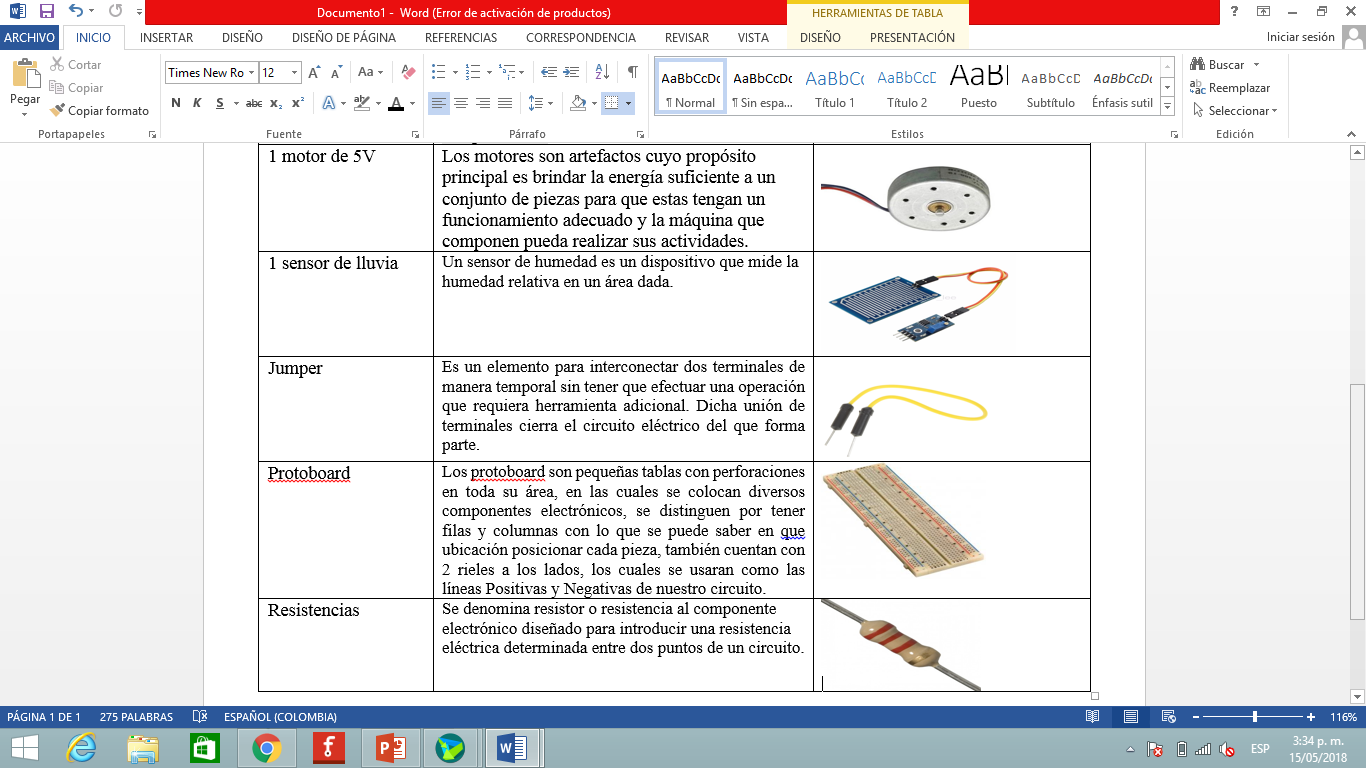 Documento1 - Word (Error de activación de productos)
HERRAMIENTAS DE TABLA
ARCHIVO INICIO INSERTAR DISEÑO DISEÑO DE PÁGINA REFERENCIAS CORRESPONDENCIA REVISAR VISTA DISEÑO PRESENTACIÓN Iniciar sesión
Pegar
Cortar
Copiar
Copiar formato
Portapapeles
Times New Ro 12
N K S abc x₂ x²
Fuente
Párrafo
AaBbCcDc AaBbCcDc AaBbCc AaBbCcD AaB AaBbCcD AaBbCcDc
¶ Normal ¶ Sin espa... Título 1 Título 2 Puesto Subtítulo Énfasis sutil
Estilos
Buscar
Reemplazar
Seleccionar
Edición
1 motor de 5V
Los motores son artefactos cuyo propósito
principal es brindar la energía suficiente a un
conjunto de piezas para que estas tengan un
funcionamiento adecuado y la máquina que
componen pueda realizar sus actividades.
1 sensor de lluvia
Un sensor de humedad es un dispositivo que mide la
humedad relativa en un área dada.
Jumper
Es un elemento para interconectar dos terminales de
manera temporal sin tener que efectuar una operación
que requiera herramienta adicional. Dicha unión de
terminales cierra el circuito eléctrico del que forma
parte.
Protoboard
Los protoboard son pequeñas tablas con perforaciones
en toda su área, en las cuales se colocan diversos
componentes electrónicos, se distinguen por tener
filas y columnas con lo que se puede saber en que
ubicación posicionar cada pieza, también cuentan con
2 rieles a los lados, los cuales se usaran como las
líneas Positivas y Negativas de nuestro circuito.
Resistencias
Se denomina resistor o resistencia al componente
electrónico diseñado para introducir una resistencia
eléctrica determinada entre dos puntos de un circuito.
PÁGINA 1 DE 1 275 PALABRAS ESPAÑOL (COLOMBIA) 116%
ESP
3:34 p. m.
15/05/2018